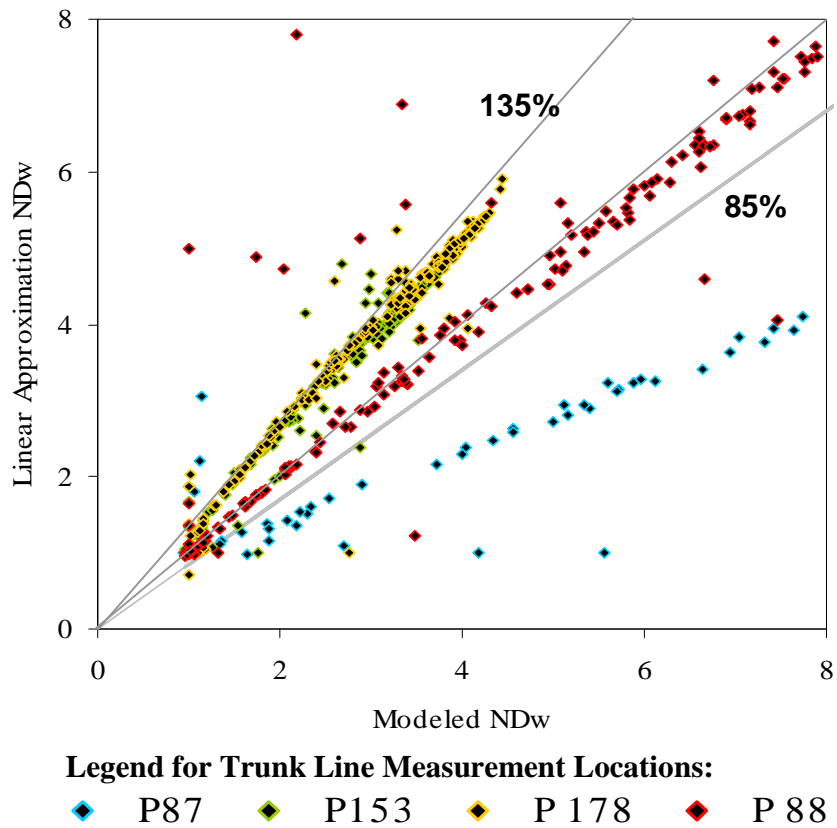 8
135%
6
85%
Linear Approximation NDw
4
2
0
0 2 4 6 8
Modeled NDw
Legend for Trunk Line Measurement Locations:
P87 P153 P 178 P 88